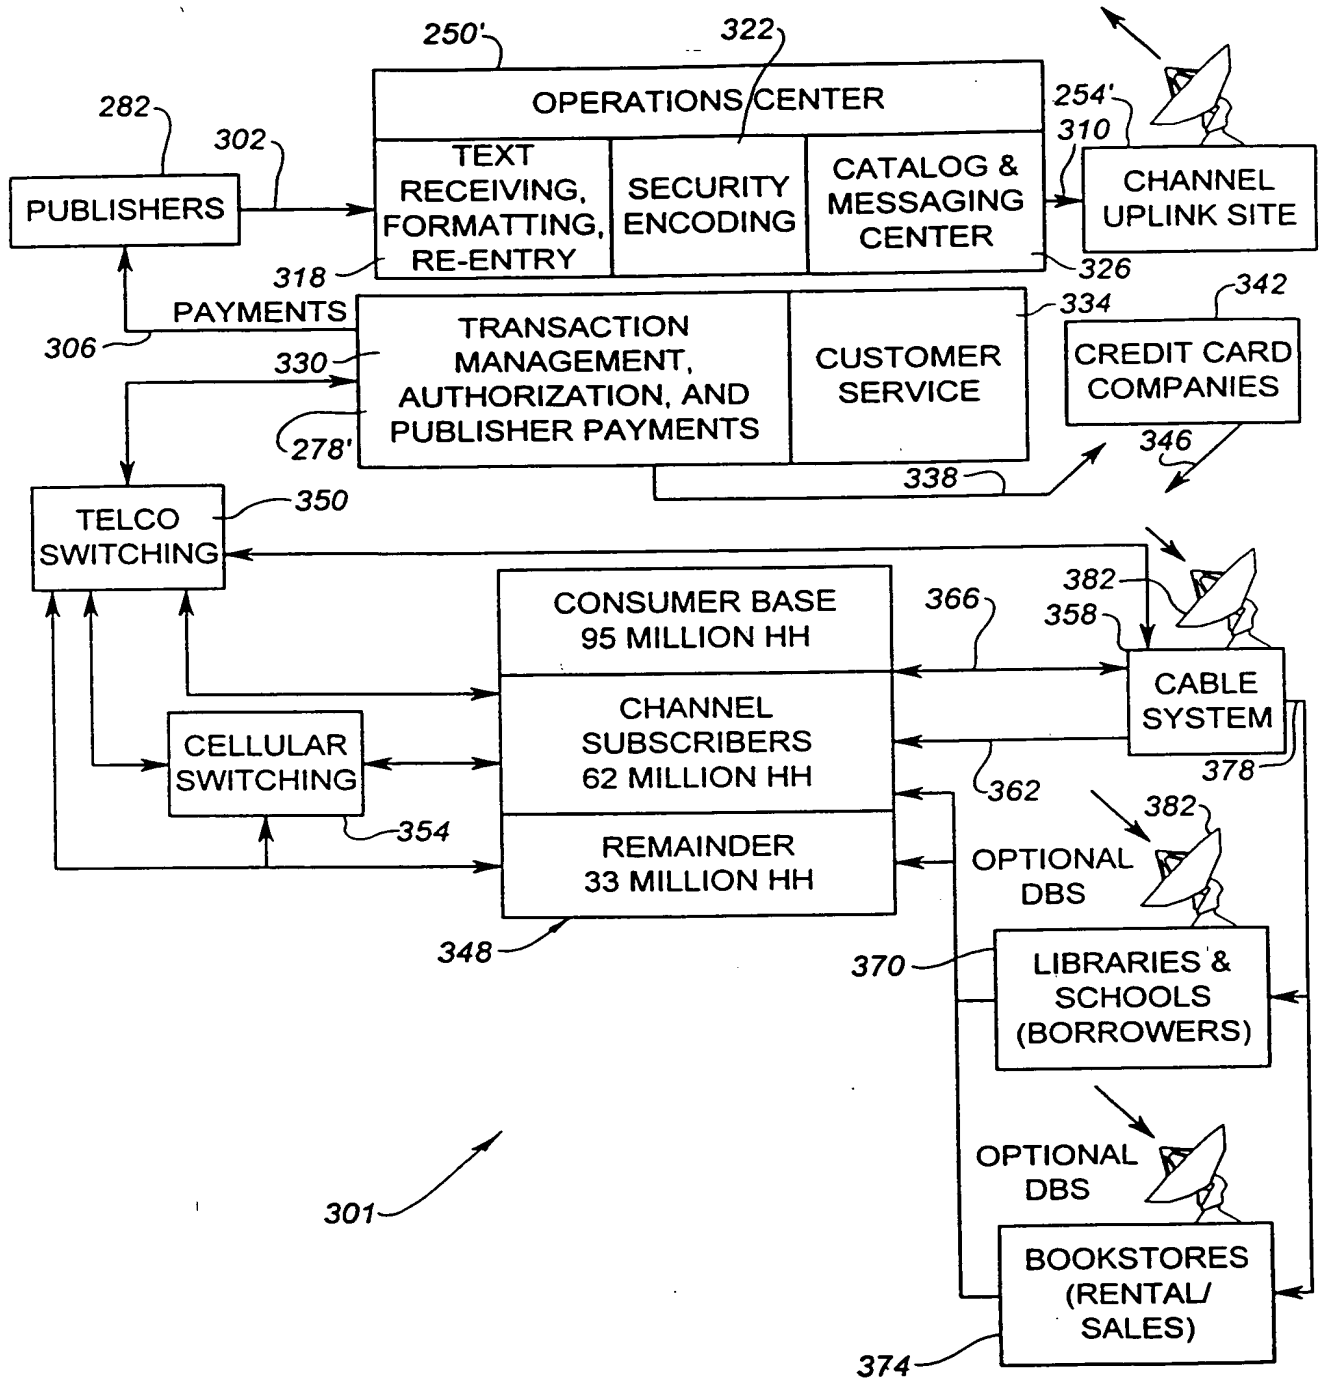 250'
322
OPERATIONS CENTER
254'
310
282
302
PUBLISHERS
TEXT
RECEIVING,
FORMATTING,
RE-ENTRY
318
SECURITY
ENCODING
CATALOG &
MESSAGING
CENTER
326
CHANNEL
UPLINK SITE
PAYMENTS
306
330
278'
TRANSACTION
MANAGEMENT,
AUTHORIZATION, AND
PUBLISHER PAYMENTS
334
CUSTOMER
SERVICE
342
CREDIT CARD
COMPANIES
346
338
TELCO
SWITCHING
350
CONSUMER BASE
95 MILLION HH
366
382
358
CABLE
SYSTEM
378
CHANNEL
SUBSCRIBERS
62 MILLION HH
362
CELLULAR
SWITCHING
354
REMAINDER
33 MILLION HH
348
382
OPTIONAL
DBS
370
LIBRARIES &
SCHOOLS
(BORROWERS)
301
OPTIONAL
DBS
BOOKSTORES
(RENTAL/
SALES)
374